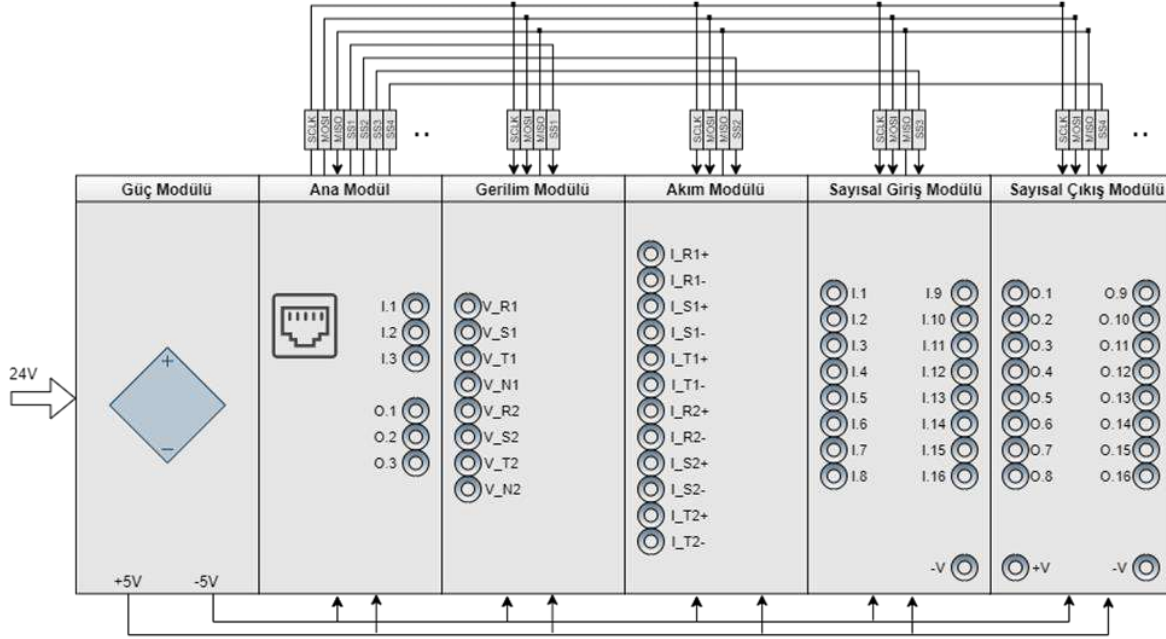 SCLK MOSI MISO SS1 SS2 SS3 SS4 ..
SCLK MOSI MISO SS1
SCLK MOSI MISO SS2
SCLK MOSI MISO SS3
SCLK MOSI MISO SS4 ..
Güç Modülü
24V
+5V -5V
Ana Modül
I.1
I.2
I.3
O.1
O.2
O.3
Gerilim Modülü
V_R1
V_S1
V_T1
V_N1
V_R2
V_S2
V_T2
V_N2
Akım Modülü
I_R1+
I_R1-
I_S1+
I_S1-
I_T1+
I_T1-
I_R2+
I_R2-
I_S2+
I_S2-
I_T2+
I_T2-
Sayısal Giriş Modülü
I.1 I.9
I.2 I.10
I.3 I.11
I.4 I.12
I.5 I.13
I.6 I.14
I.7 I.15
I.8 I.16
-V
Sayısal Çıkış Modülü
O.1 O.9
O.2 O.10
O.3 O.11
O.4 O.12
O.5 O.13
O.6 O.14
O.7 O.15
O.8 O.16
+V -V